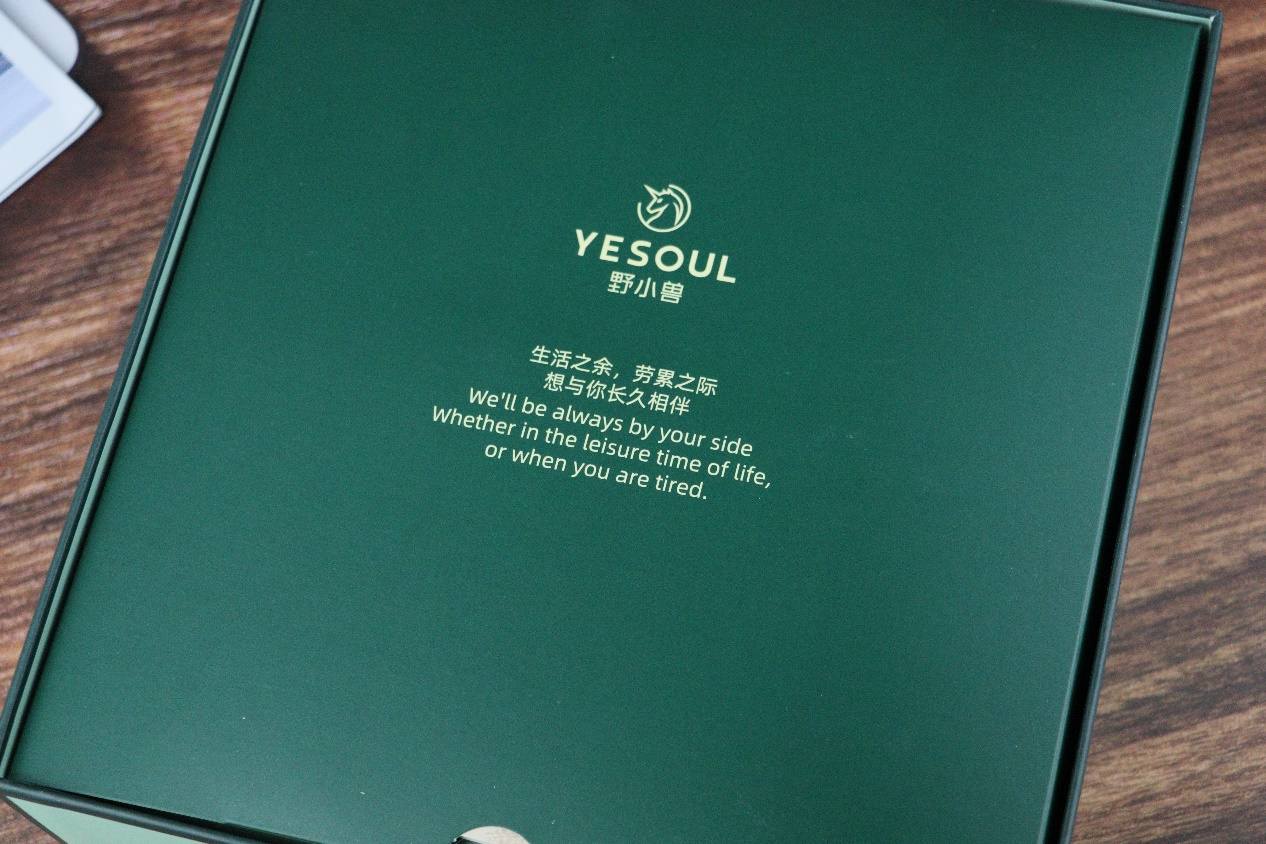 YESOUL
野小兽
生活之余，劳累之际
想与你长久相伴
We'll be always by your side
Whether in the leisure time of life,
or when you are tired.